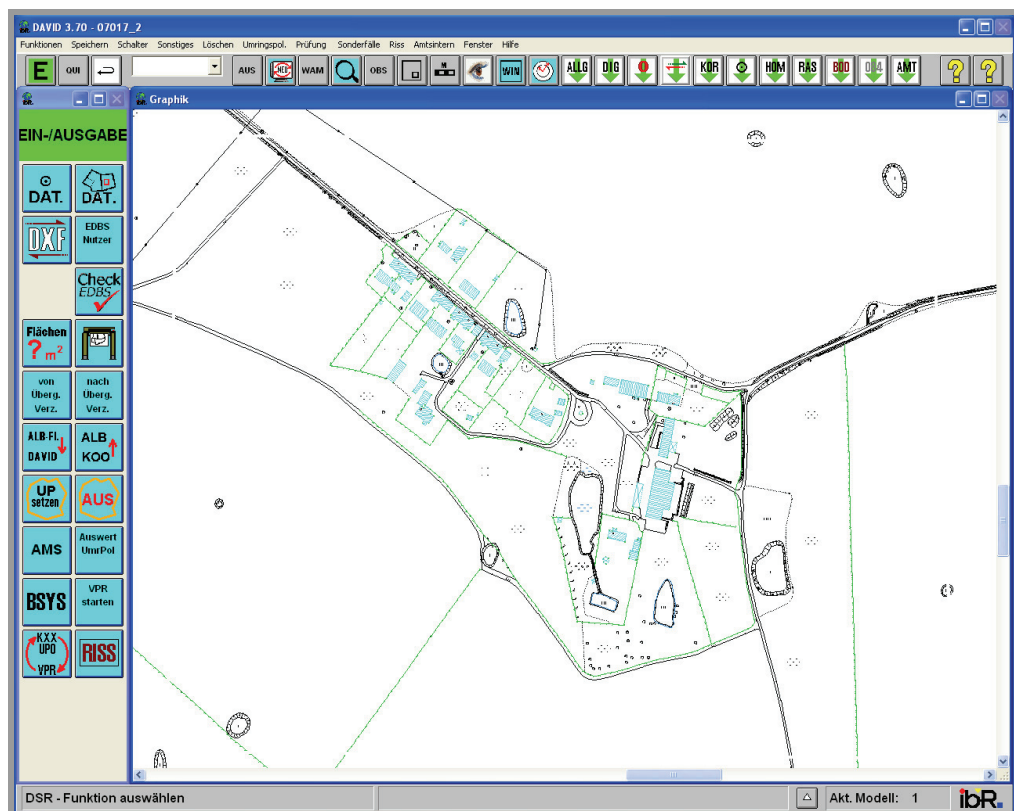 DAVID 3.70 - 07017_2
Funktionen Speichern Schalter Sonstiges Löschen Umringspol. Prüfung Sonderfälle Riss Amtsintern Fenster Hilfe
E QUI AUS WAM OBS M WIN ALLG DIG KOR HOM RAS BOD AMT ? ?
Graphik
EIN-/AUSGABE
DAT. DAT.
DXF EDBS Nutzer
Check EDBS
Flächen ? m²
von Überg. Verz. nach Überg. Verz.
ALB-Fl. DAVID ALB KOO
UP setzen AUS
AMS Auswert UmrPol
BSYS VPR starten
KXX UPO VPR RISS
DSR - Funktion auswählen Akt. Modell: 1 ibR.